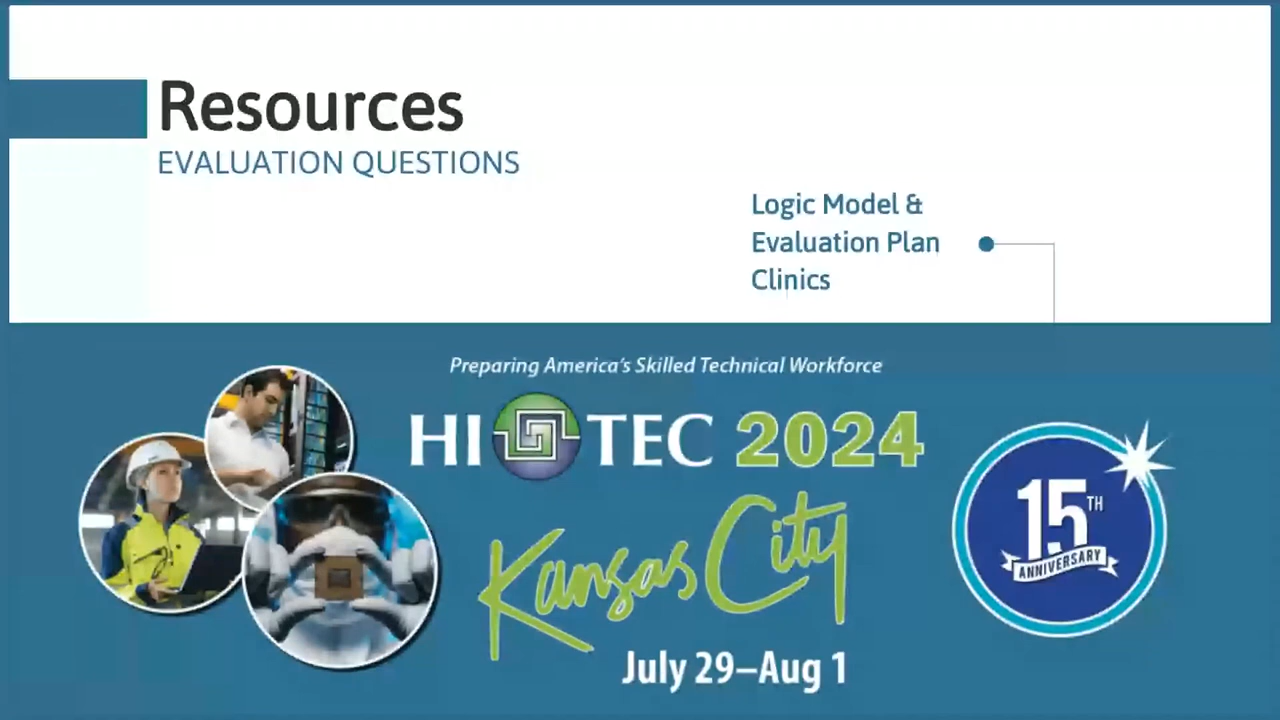 Resources
EVALUATION QUESTIONS
Logic Model &
Evaluation Plan
Clinics
Preparing America's Skilled Technical Workforce
HI TEC 2024
Kansas City
July 29–Aug 1
15TH
ANNIVERSARY